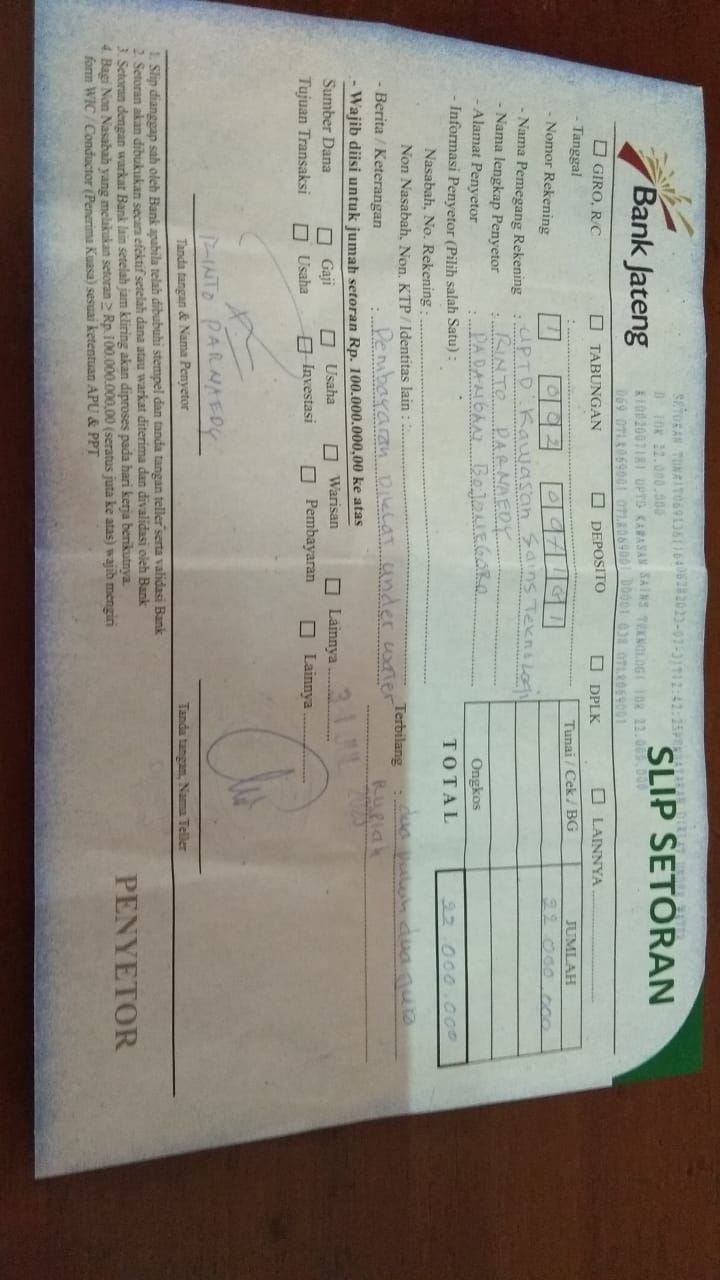 Bank Jateng
SETORAN TUNAI 2023-07-31T12:42:25 PEMBAYARAN DIKLAT UNDER WATER
D IDR 22.000.000
K1002007181 UPTD KAWASAN SAINS TEKNOLOGI IDR 22.000.000
069 OTLR069001 OTLR069001 D0001 038 OTLR069001
SLIP SETORAN
GIRO, R/C TABUNGAN DEPOSITO DPLK LAINNYA
- Tanggal :
- Nomor Rekening 1 002
- Nama Pemegang Rekening : UPTD Kawasan Sains Teknologi
- Nama lengkap Penyetor : RINTO DARNAEDY
- Alamat Penyetor : PADANGAN BOJONEGORO
- Informasi Penyetor (Pilih salah Satu) :
Nasabah, No. Rekening :
Non Nasabah, Non. KTP / Identitas lain :
- Berita / Keterangan : Pembayaran Diklat under water
Tunai / Cek / BG JUMLAH
22 000.000
Ongkos
TOTAL 22.000.000
Terbilang : dua puluh dua juta
Rupiah
- Wajib diisi untuk jumah setoran Rp. 100.000.000,00 ke atas
Sumber Dana Gaji Usaha Warisan Lainnya
31 JUL 2023
Tujuan Transaksi Usaha Investasi Pembayaran Lainnya
RINTO DARNAEDY
Tanda tangan & Nama Penyetor
Tanda tangan, Nama Teller
1. Slip dianggap sah oleh Bank apabila telah dibubuhi stempel dan tanda tangan teller serta validasi Bank
2. Setoran akan dibukukan secara efektif setelah dana atau warkat diterima dan divalidasi oleh Bank
3. Setoran dengan warkat Bank lain setelah jam kliring akan diproses pada hari kerja berikutnya.
4. Bagi Non Nasabah yang melakukan setoran ≥ Rp.100.000.000,00 (seratus juta ke atas) wajib mengiri
form WIC / Conductor (Penerima Kuasa) sesuai ketentuan APU & PPT
PENYETOR